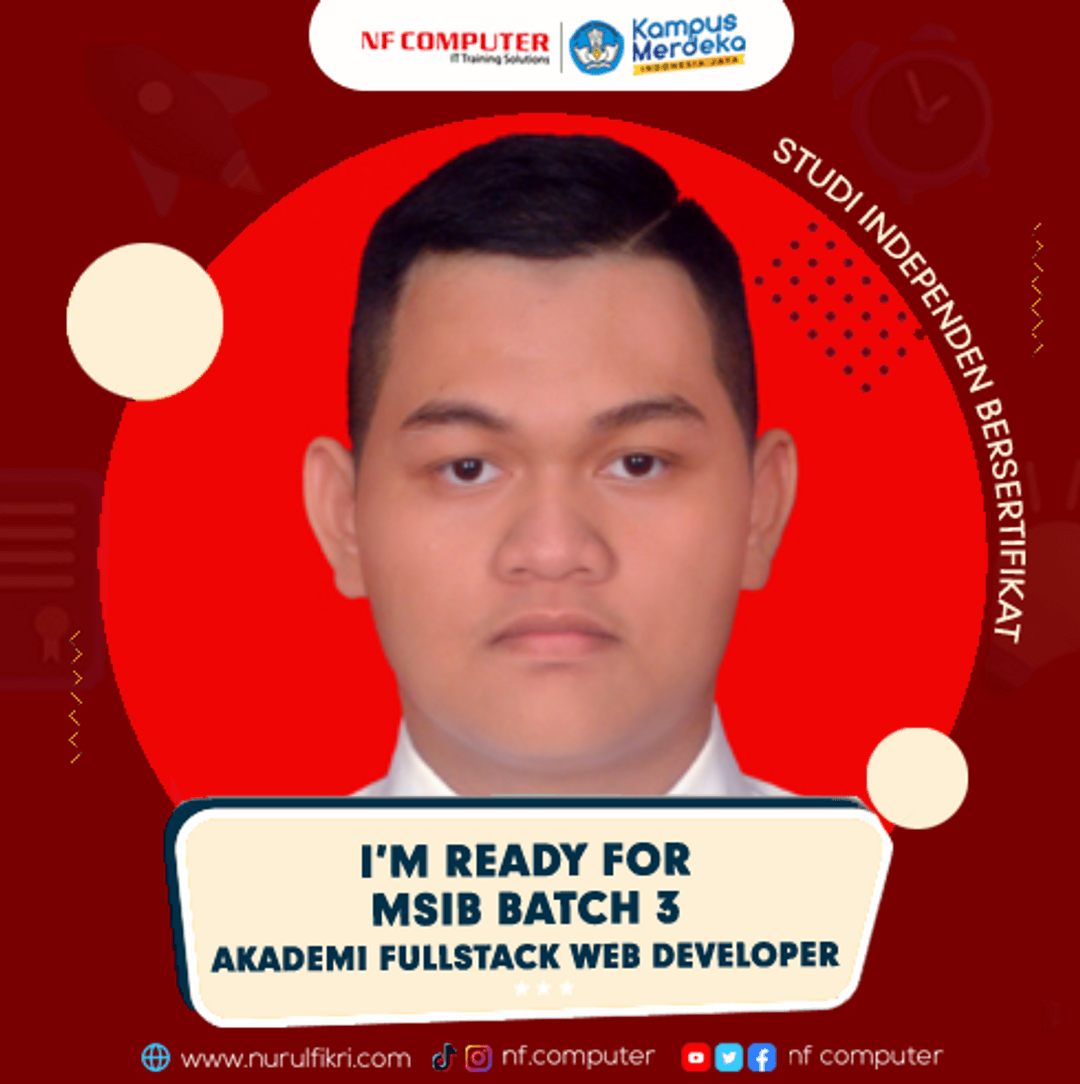 NF COMPUTER
IT Training Solutions
Kampus
Merdeka
INDONESIA JAYA
STUDI INDEPENDEN BERSERTIFIKAT
I'M READY FOR
MSIB BATCH 3
AKADEMI FULLSTACK WEB DEVELOPER
www.nurulfikri.com nf.computer nf computer